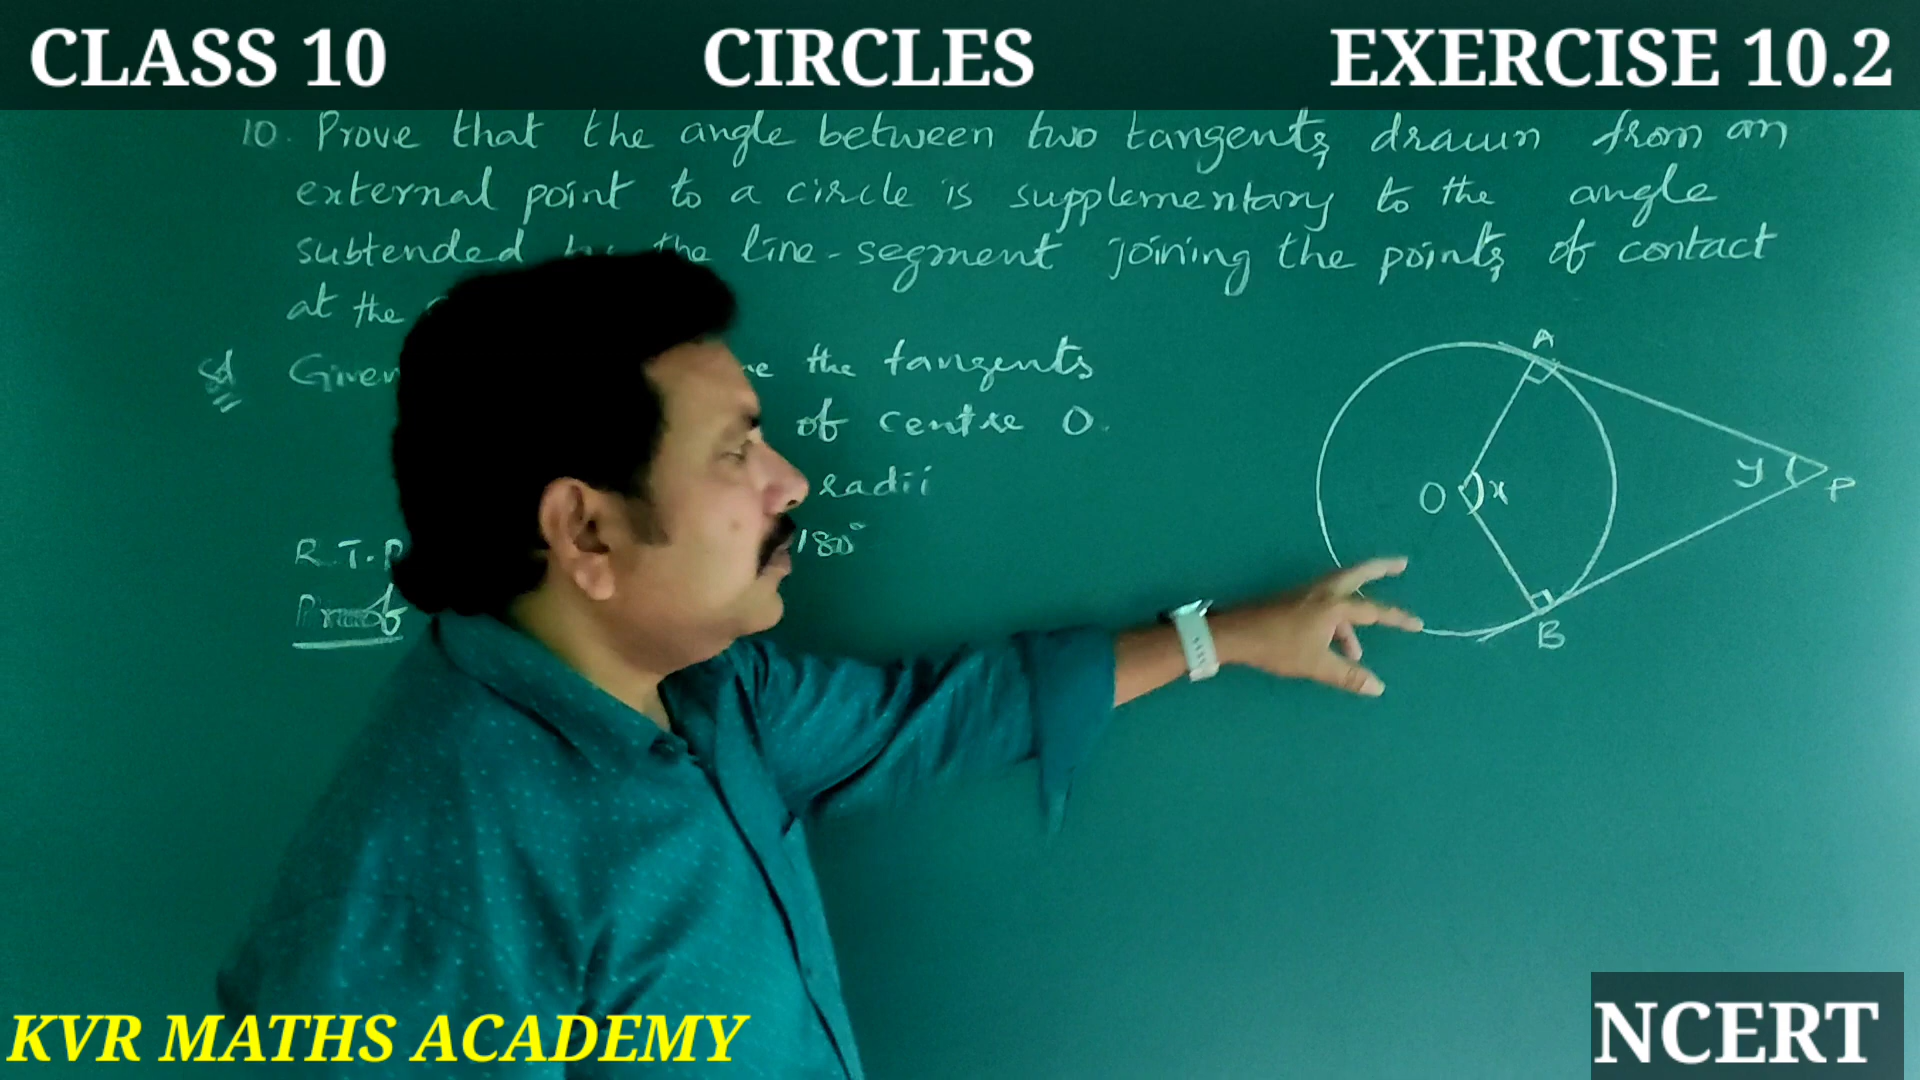 CLASS 10 CIRCLES EXERCISE 10.2
10. Prove that the angle between two tangents drawn from an
external point to a circle is supplementary to the angle
subtended the line-segment joining the points of contact
at the
Sol Given the tangents
of centre O.
radii
R.T.P 180°
Proof
A
O x
y P
B
KVR MATHS ACADEMY
NCERT